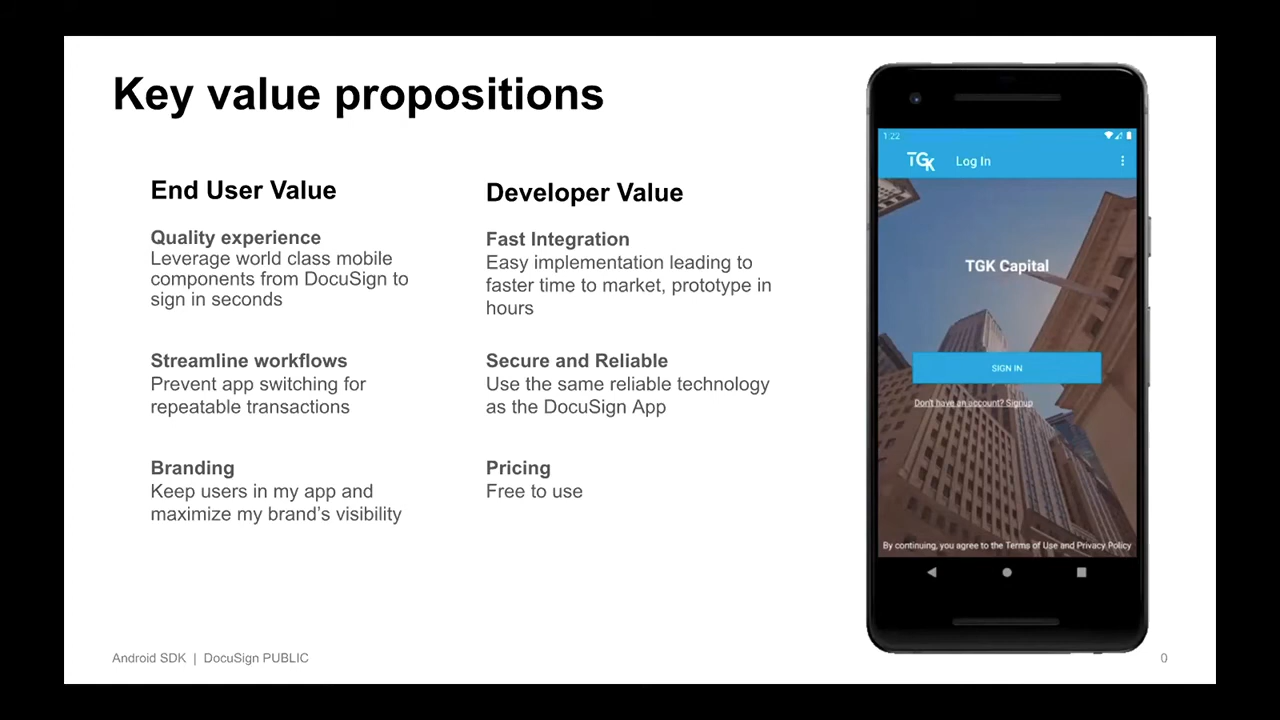 Key value propositions
End User Value
Quality experience
Leverage world class mobile
components from DocuSign to
sign in seconds
Streamline workflows
Prevent app switching for
repeatable transactions
Branding
Keep users in my app and
maximize my brand’s visibility
Developer Value
Fast Integration
Easy implementation leading to
faster time to market, prototype in
hours
Secure and Reliable
Use the same reliable technology
as the DocuSign App
Pricing
Free to use
1:22
TGK Log In
TGK Capital
SIGN IN
Don't have an account? Signup
By continuing, you agree to the Terms of Use and Privacy Policy
Android SDK | DocuSign PUBLIC
0